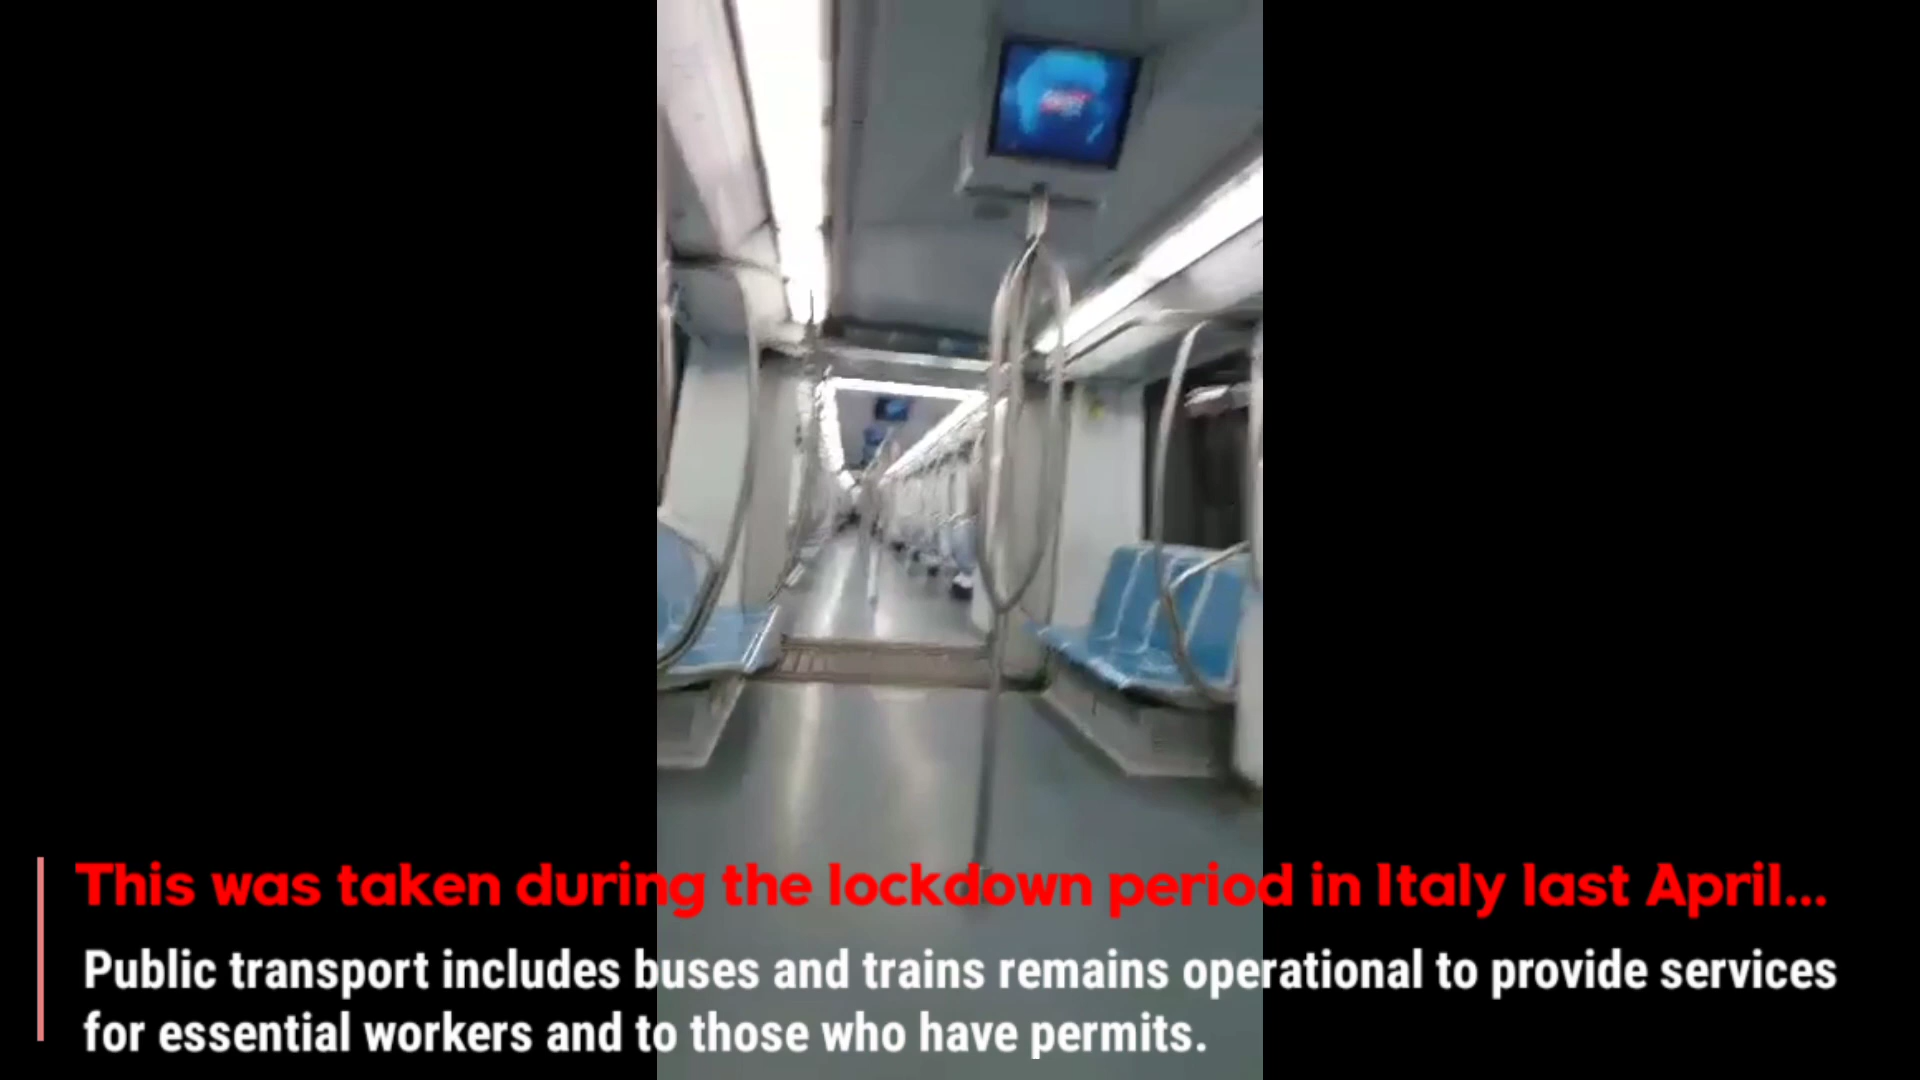 This was taken during the lockdown period in Italy last April...
Public transport includes buses and trains remains operational to provide services
for essential workers and to those who have permits.